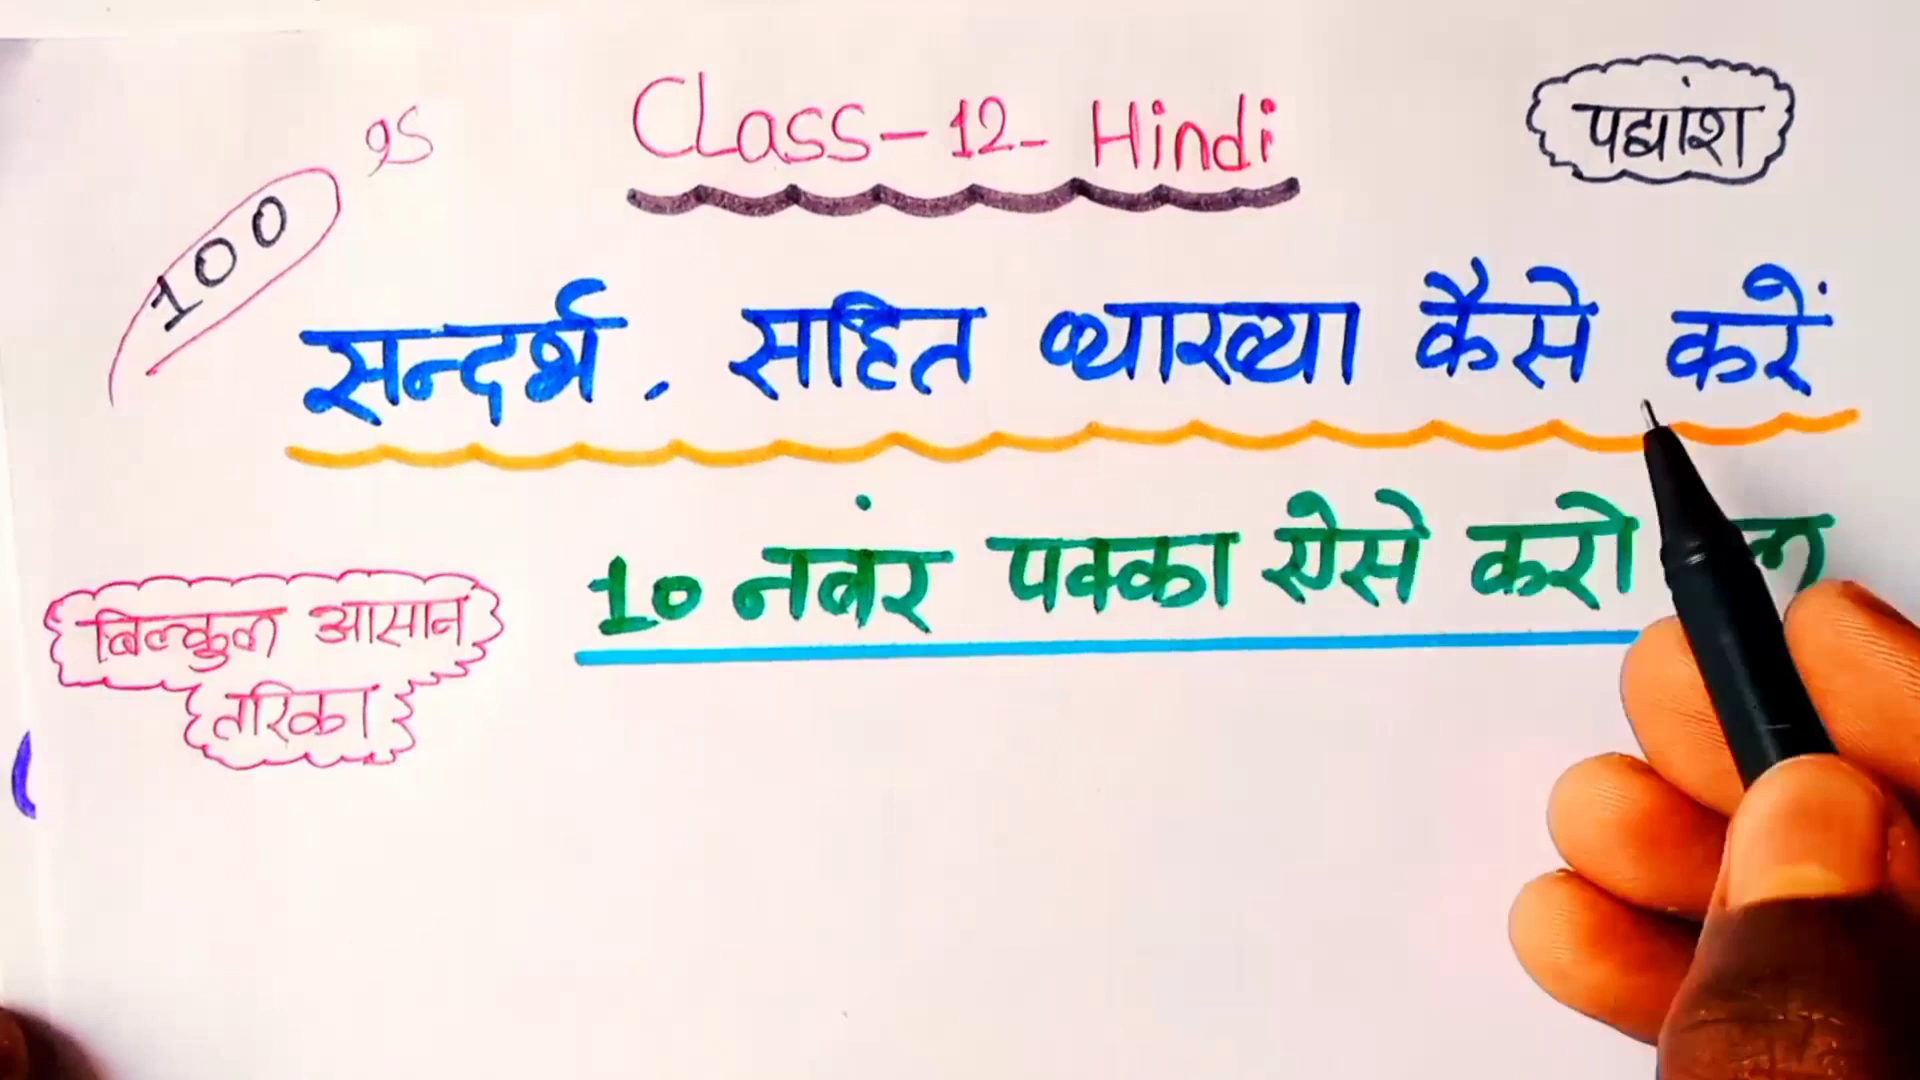 Class-12- Hindi
पद्यांश
95
100
सन्दर्भ . सहित व्याख्या कैसे करें
10 नबंर पक्का ऐसे करो
बिल्कुल आसान
तरिका